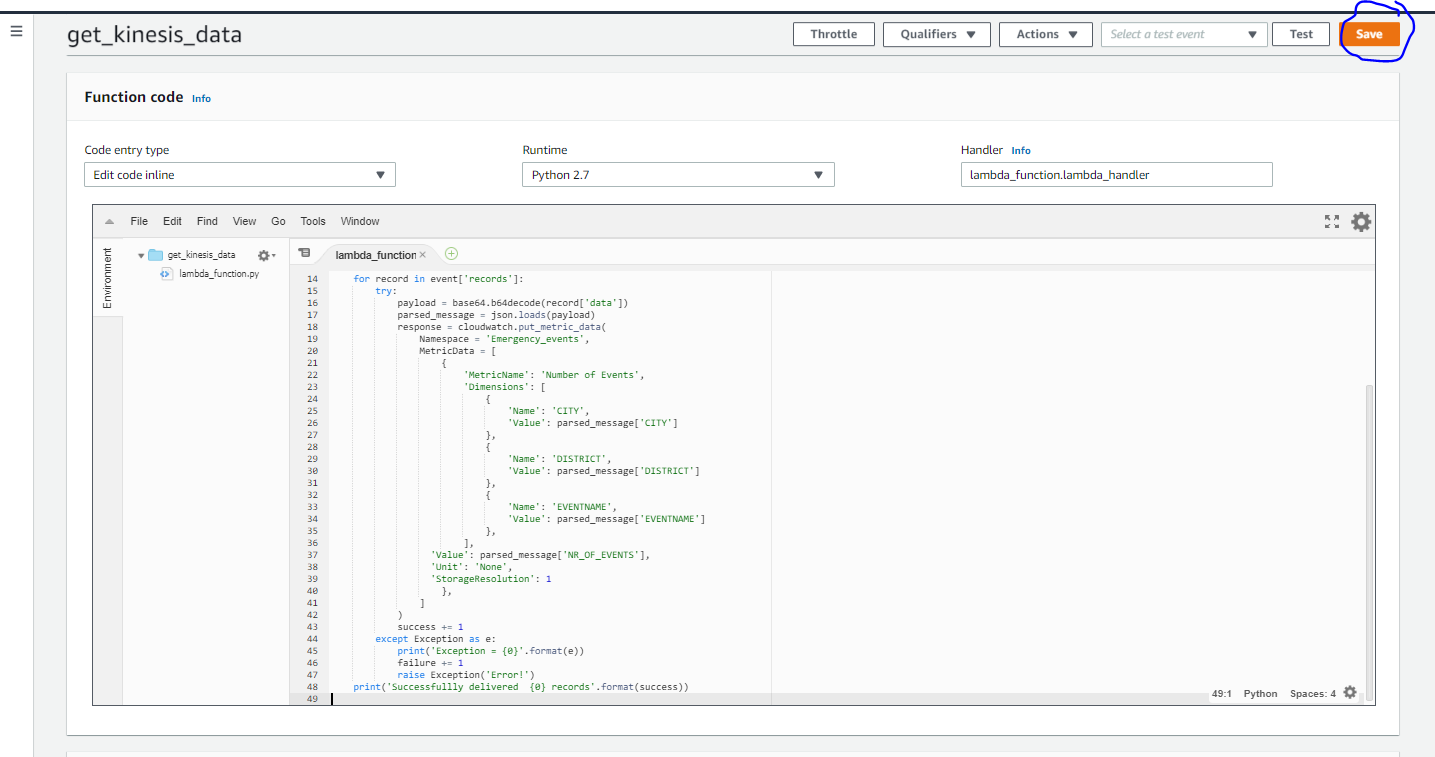 get_kinesis_data
Throttle Qualifiers Actions Select a test event Test Save
Function code Info
Code entry type Runtime Handler Info
Edit code inline Python 2.7 lambda_function.lambda_handler
File Edit Find View Go Tools Window
Environment
get_kinesis_data
lambda_function.py
lambda_function
14 for record in event['records']:
15 try:
16 payload = base64.b64decode(record['data'])
17 parsed_message = json.loads(payload)
18 response = cloudwatch.put_metric_data(
19 Namespace = 'Emergency_events',
20 MetricData = [
21 {
22 'MetricName': 'Number of Events',
23 'Dimensions': [
24 {
25 'Name': 'CITY',
26 'Value': parsed_message['CITY']
27 },
28 {
29 'Name': 'DISTRICT',
30 'Value': parsed_message['DISTRICT']
31 },
32 {
33 'Name': 'EVENTNAME',
34 'Value': parsed_message['EVENTNAME']
35 },
36 ],
37 'Value': parsed_message['NR_OF_EVENTS'],
38 'Unit': 'None',
39 'StorageResolution': 1
40 },
41 ]
42 )
43 success += 1
44 except Exception as e:
45 print('Exception = {0}'.format(e))
46 failure += 1
47 raise Exception('Error!')
48 print('Successfullly delivered  {0} records'.format(success))
49
49:1 Python Spaces: 4